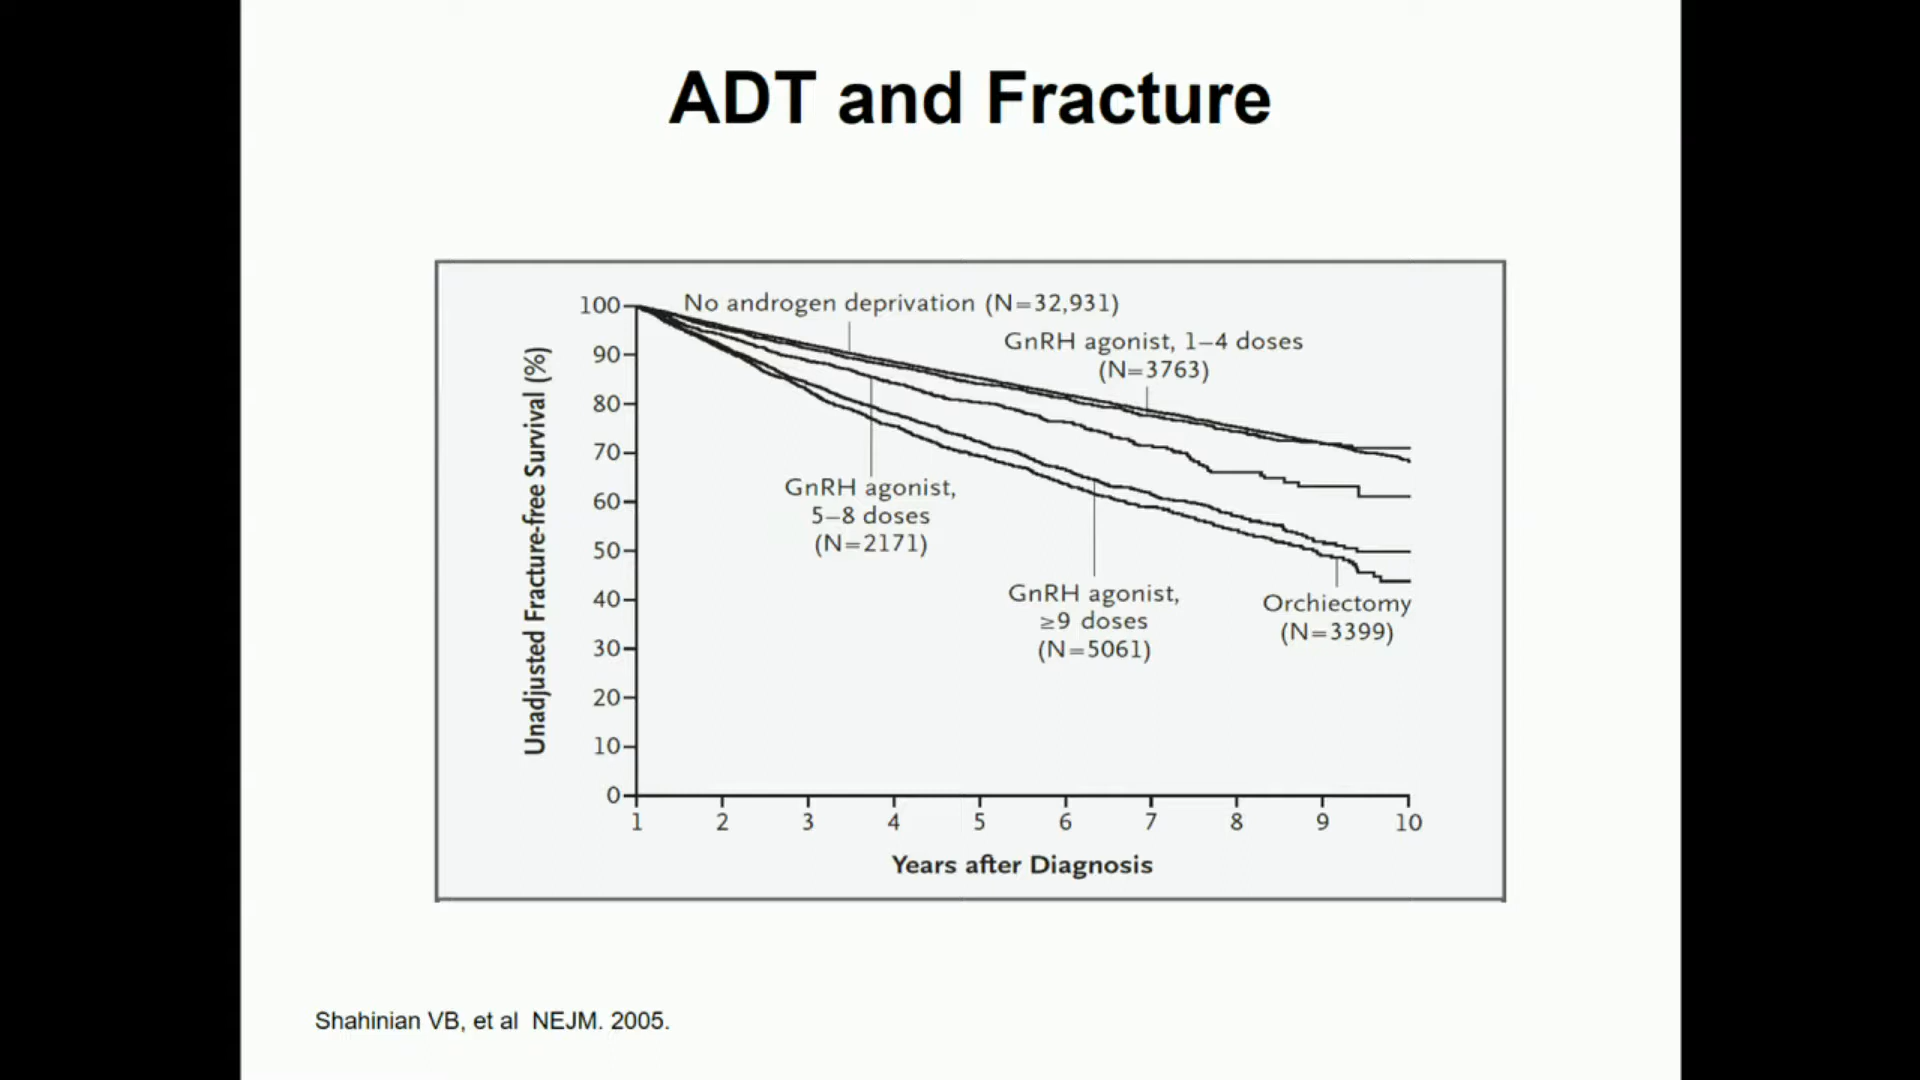 ADT and Fracture
No androgen deprivation (N=32,931)
GnRH agonist, 1–4 doses
(N=3763)
GnRH agonist,
5–8 doses
(N=2171)
GnRH agonist,
≥9 doses
(N=5061)
Orchiectomy
(N=3399)
Unadjusted Fracture-free Survival (%)
100
90
80
70
60
50
40
30
20
10
0
1 2 3 4 5 6 7 8 9 10
Years after Diagnosis
Shahinian VB, et al NEJM. 2005.